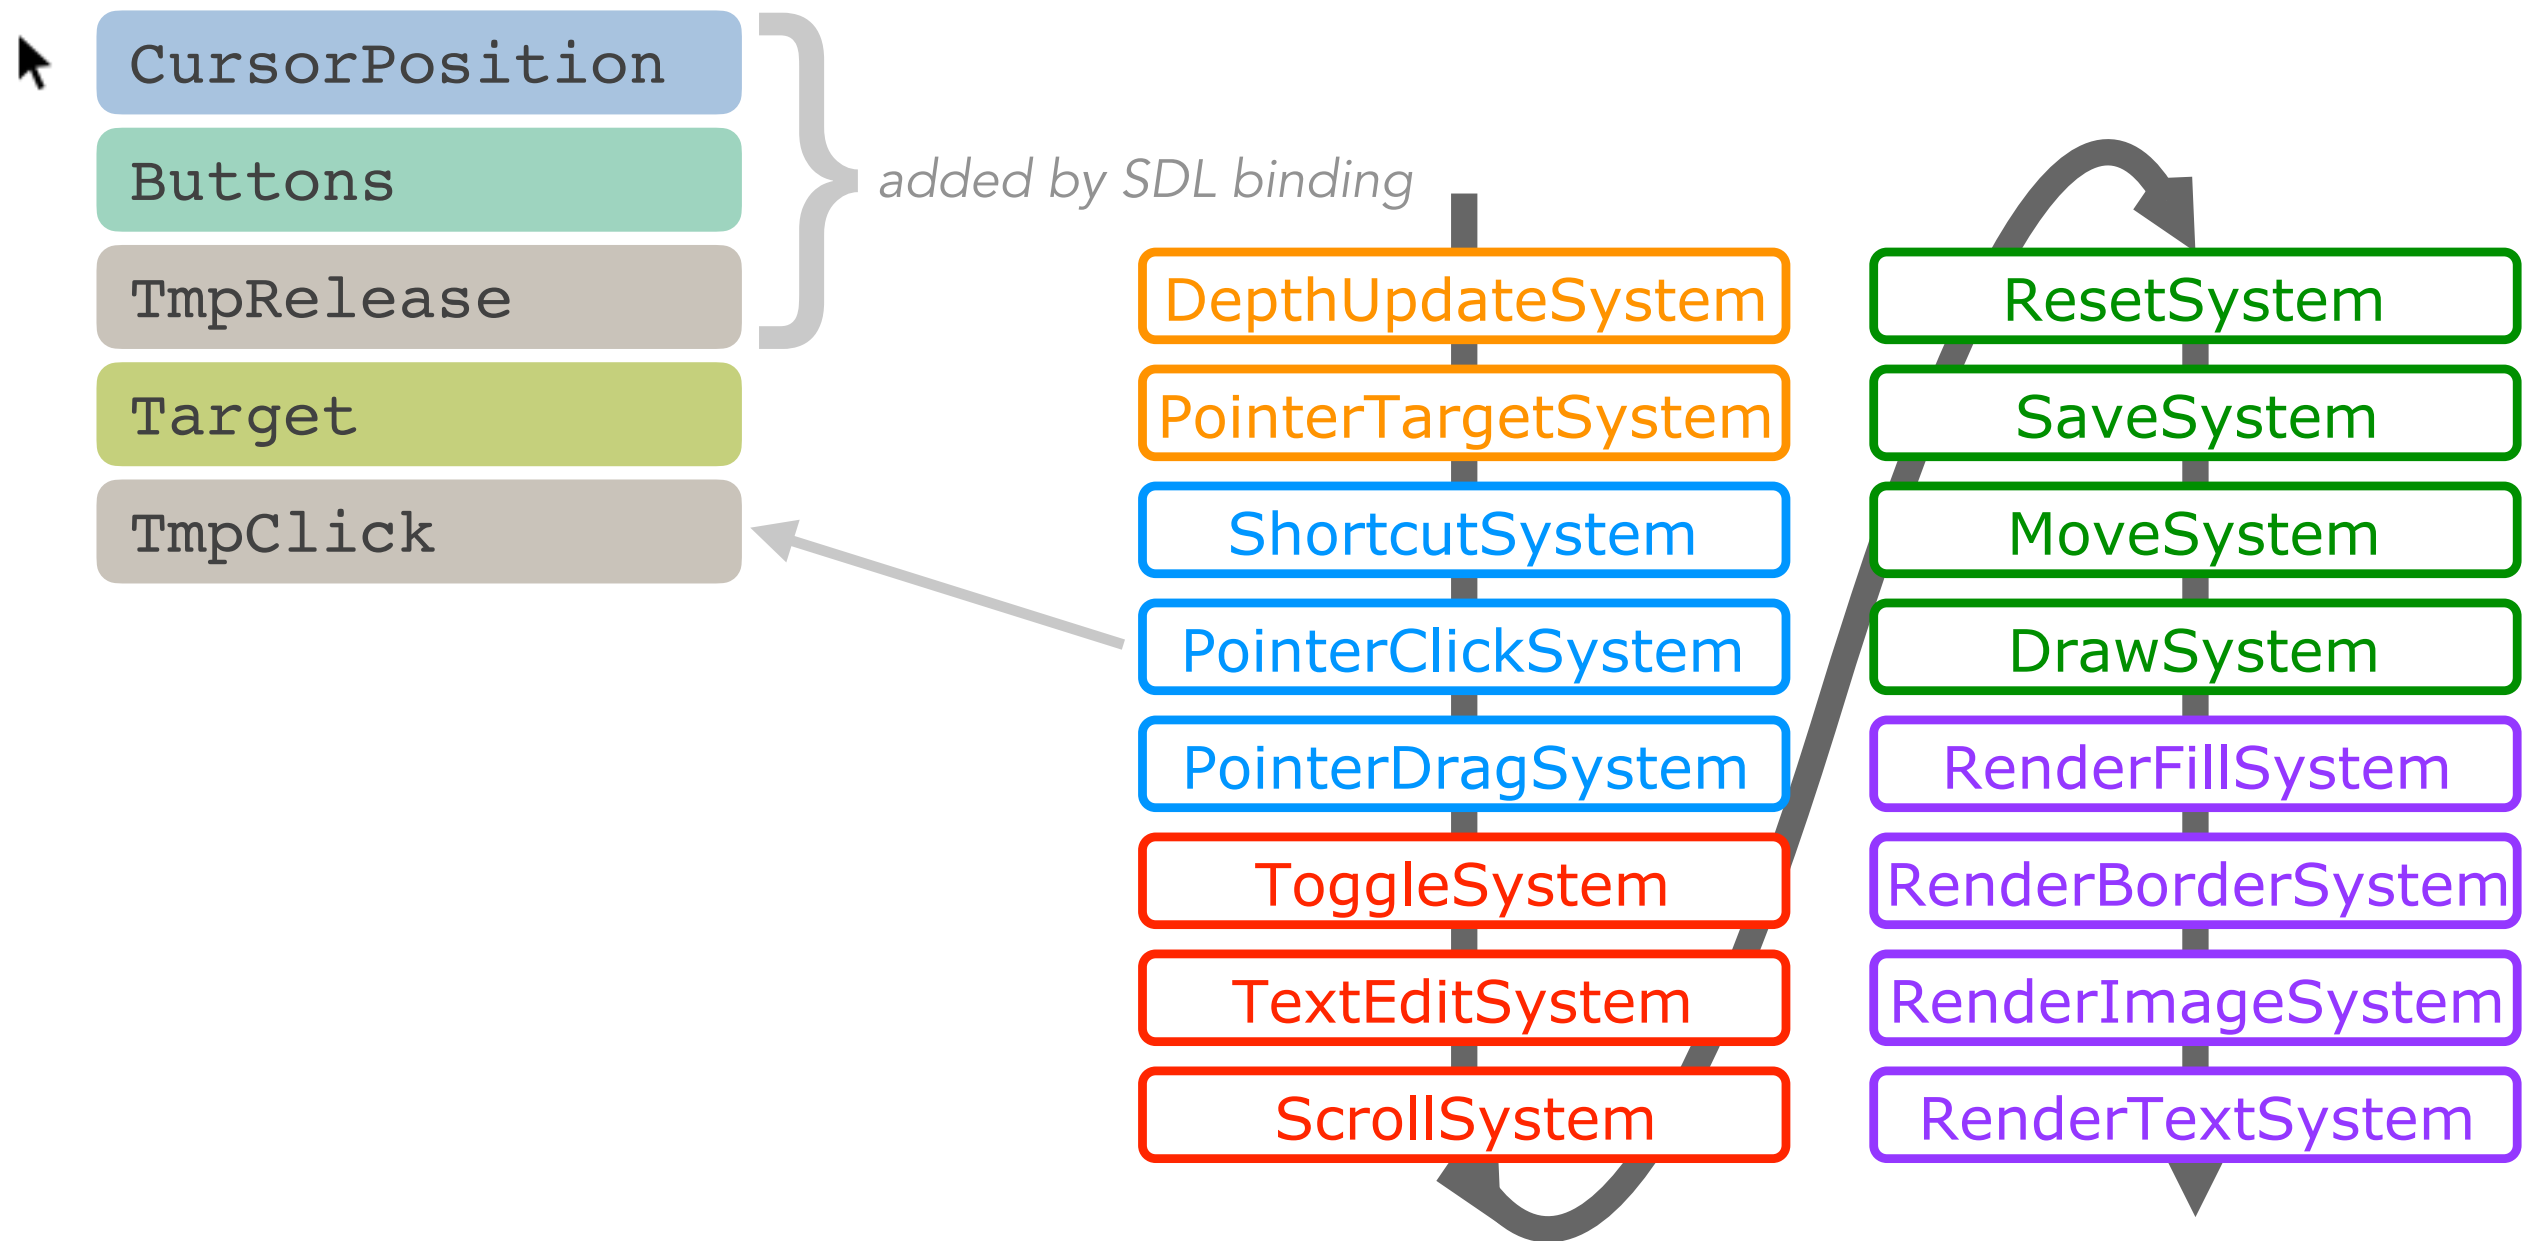 CursorPosition
Buttons
TmpRelease
Target
TmpClick
added by SDL binding
DepthUpdateSystem
PointerTargetSystem
ShortcutSystem
PointerClickSystem
PointerDragSystem
ToggleSystem
TextEditSystem
ScrollSystem
ResetSystem
SaveSystem
MoveSystem
DrawSystem
RenderFillSystem
RenderBorderSystem
RenderImageSystem
RenderTextSystem